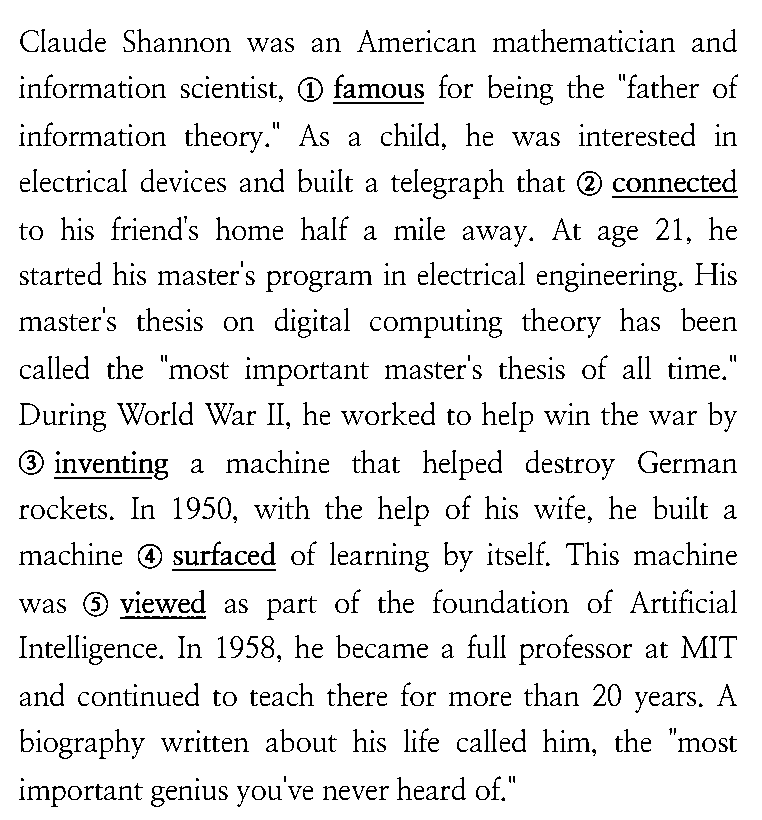 Claude Shannon was an American mathematician and
information scientist, ① famous for being the "father of
information theory." As a child, he was interested in
electrical devices and built a telegraph that ② connected
to his friend's home half a mile away. At age 21, he
started his master's program in electrical engineering. His
master's thesis on digital computing theory has been
called the "most important master's thesis of all time."
During World War II, he worked to help win the war by
③ inventing a machine that helped destroy German
rockets. In 1950, with the help of his wife, he built a
machine ④ surfaced of learning by itself. This machine
was ⑤ viewed as part of the foundation of Artificial
Intelligence. In 1958, he became a full professor at MIT
and continued to teach there for more than 20 years. A
biography written about his life called him, the "most
important genius you've never heard of."